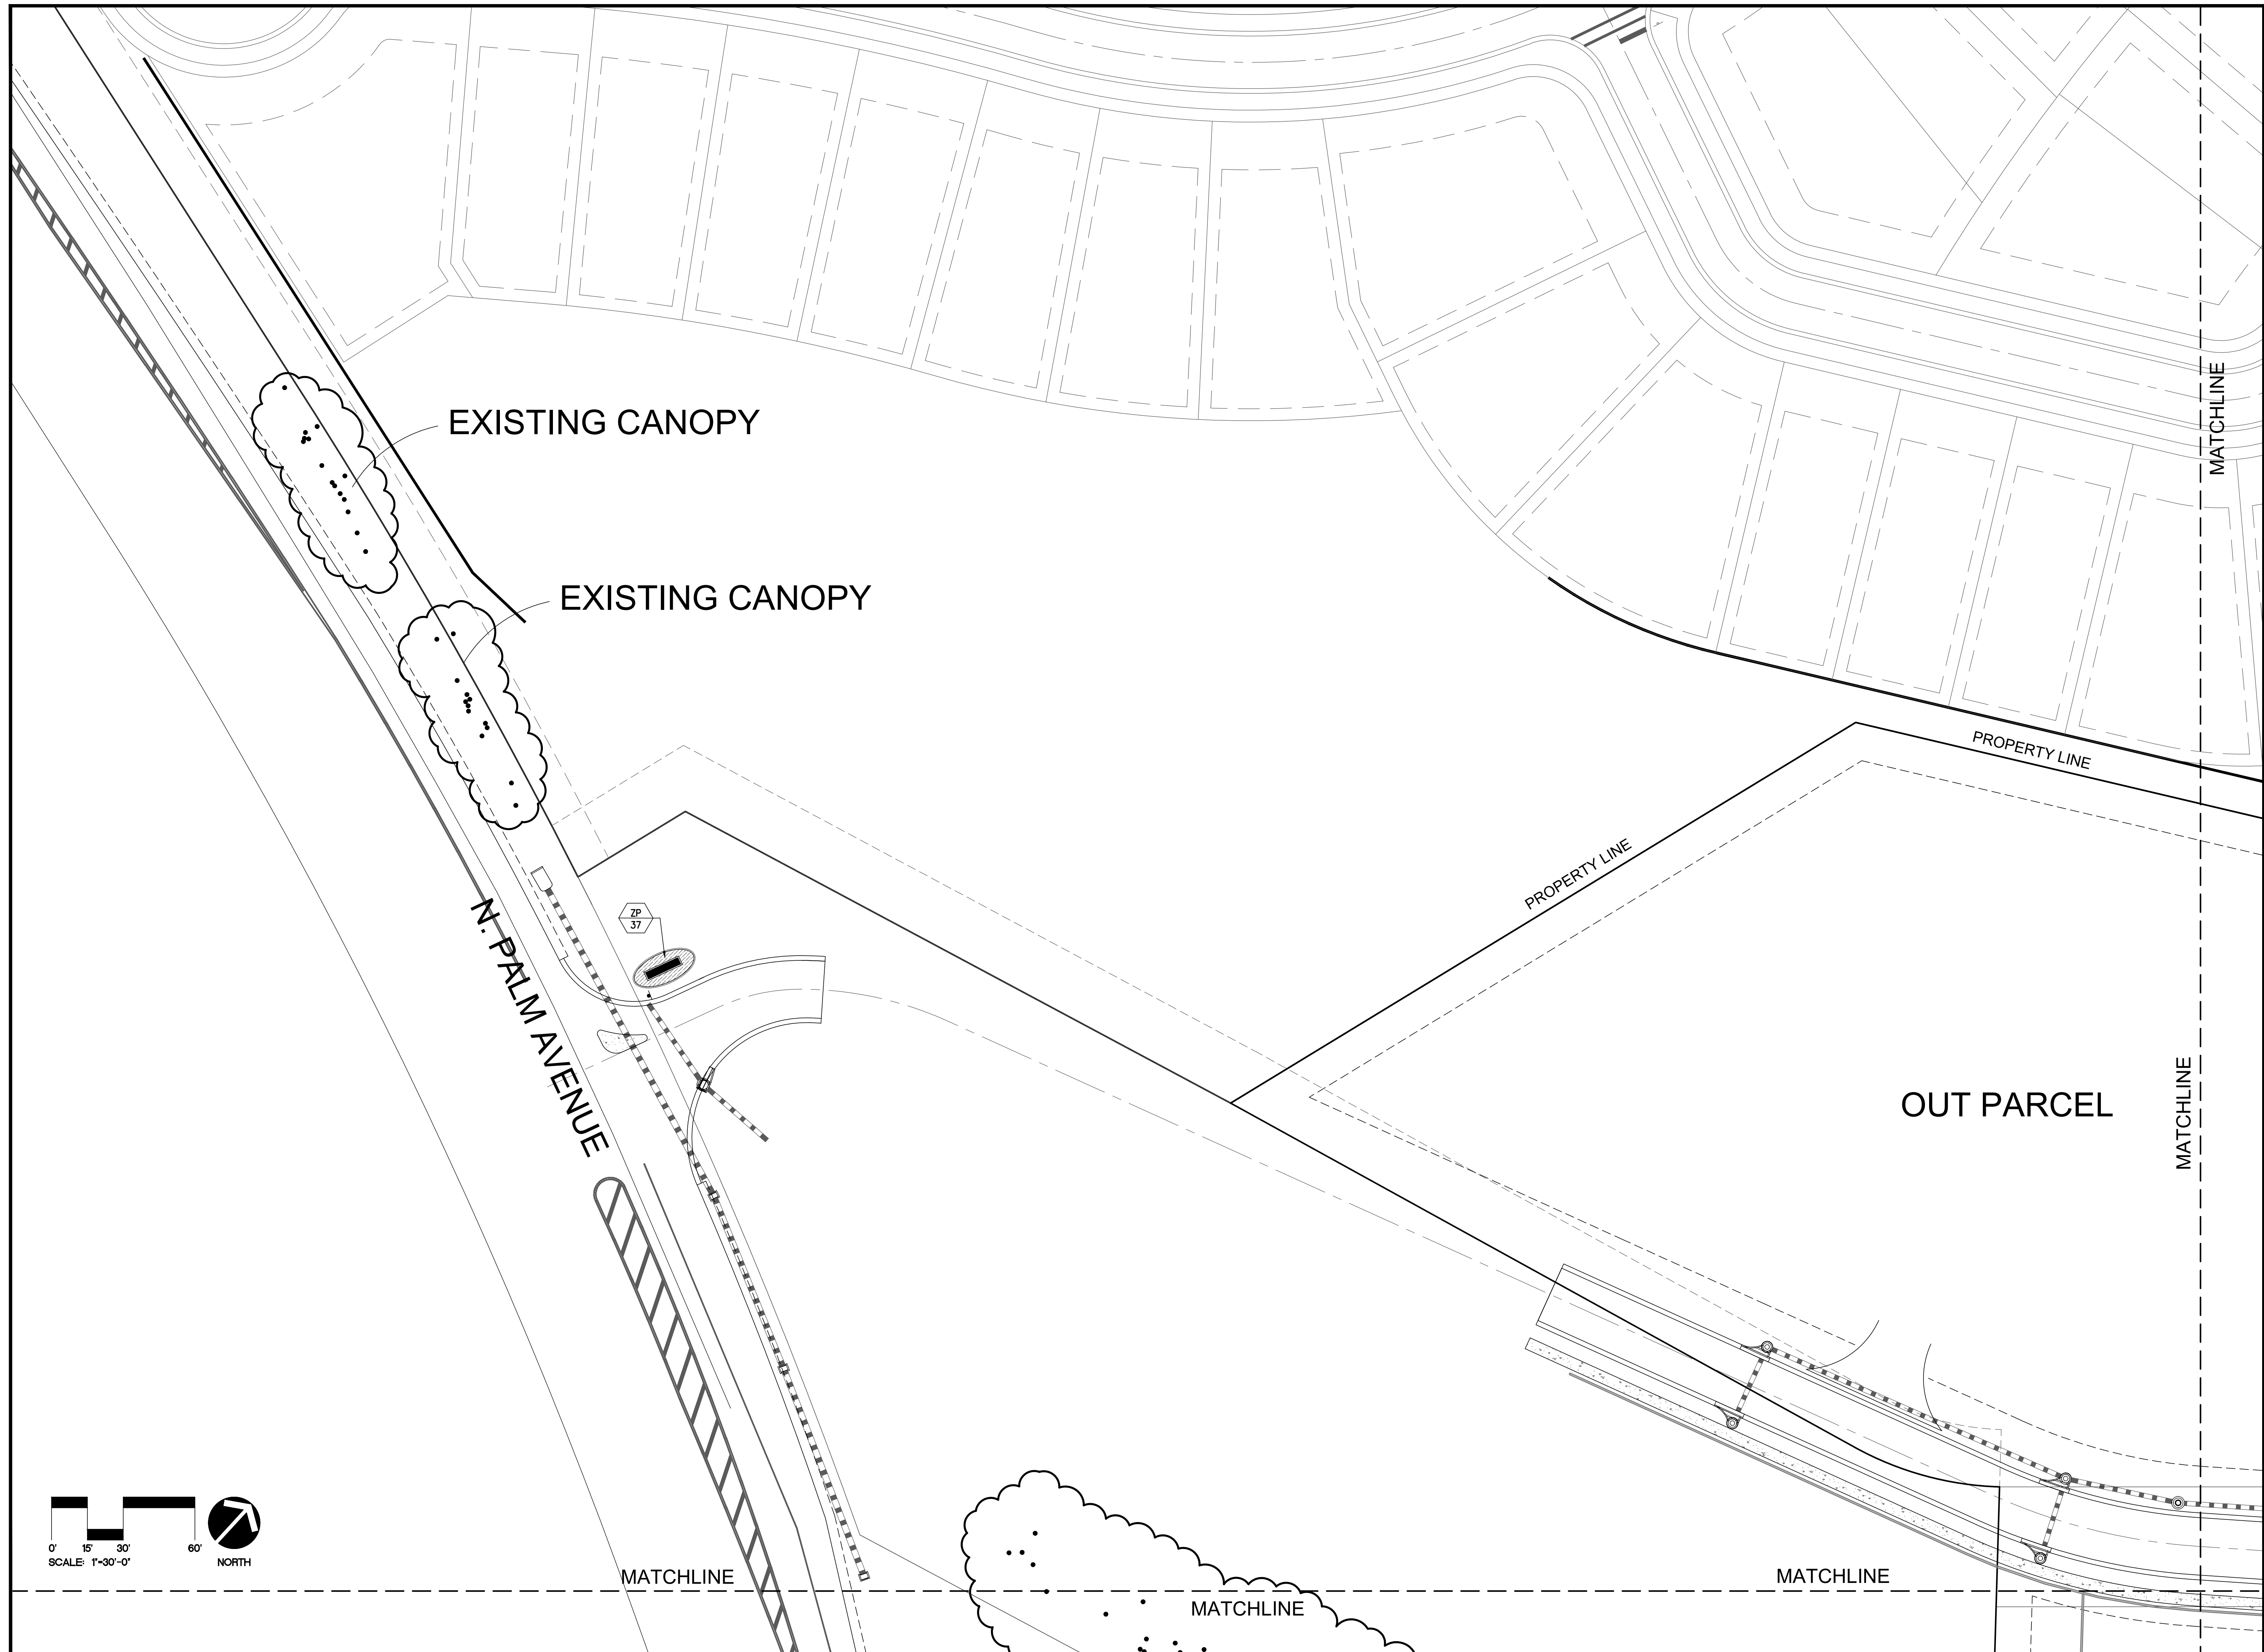 MATCHLINE
EXISTING CANOPY
EXISTING CANOPY
PROPERTY LINE
PROPERTY LINE
ZP
37
N. PALM AVENUE
MATCHLINE
OUT PARCEL
0' 15' 30' 60'
SCALE: 1"=30'-0"
NORTH
MATCHLINE
MATCHLINE
MATCHLINE